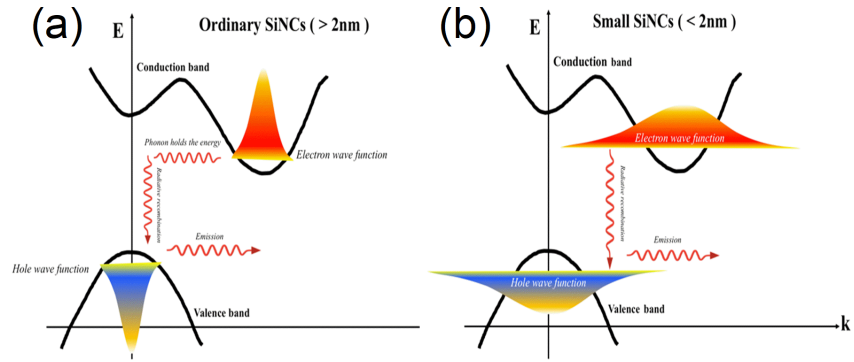 (a)
E
Ordinary SiNCs ( > 2nm )
Conduction band
Phonon holds the energy
Electron wave function
Radiative recombination
Emission
Hole wave function
Valence band
(b)
E
Small SiNCs ( < 2nm )
Conduction band
Electron wave function
Radiative recombination
Emission
Hole wave function
Valence band
k